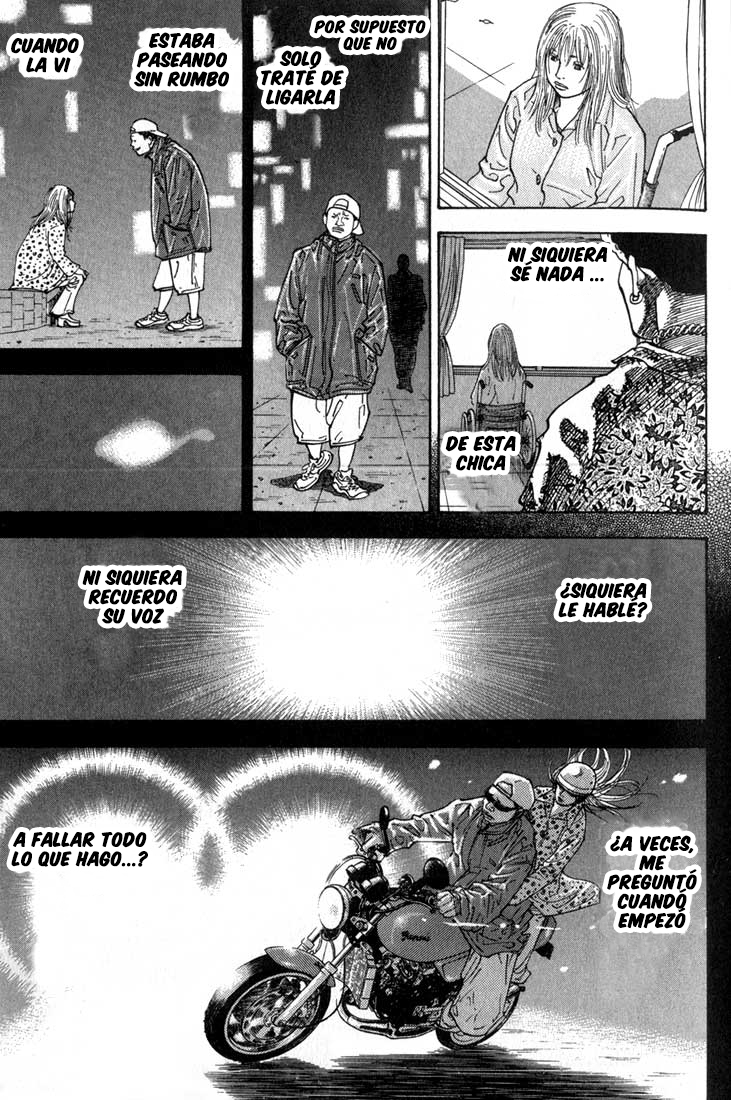 NI SIQUIERA
SÉ NADA ...
DE ESTA
CHICA
POR SUPUESTO
QUE NO
SOLO
TRATÉ DE
LIGARLA
ESTABA
PASEANDO
SIN RUMBO
CUANDO
LA VI
¿SIQUIERA
LE HABLÉ?
NI SIQUIERA
RECUERDO
SU VOZ
¿A VECES,
ME
PREGUNTÓ
CUANDO
EMPEZÓ
A FALLAR TODO
LO QUE HAGO...?